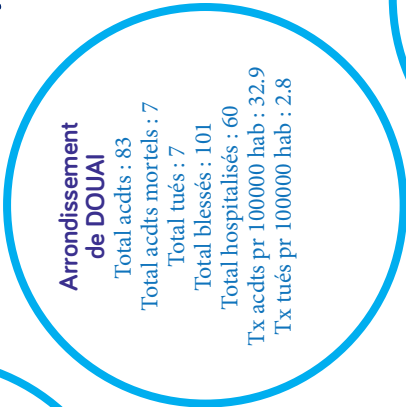 Arrondissement
de DOUAI
Total acdts : 83
Total acdts mortels : 7
Total tués : 7
Total blessés : 101
Total hospitalisés : 60
Tx acdts pr 100000 hab : 32.9
Tx tués pr 100000 hab : 2.8